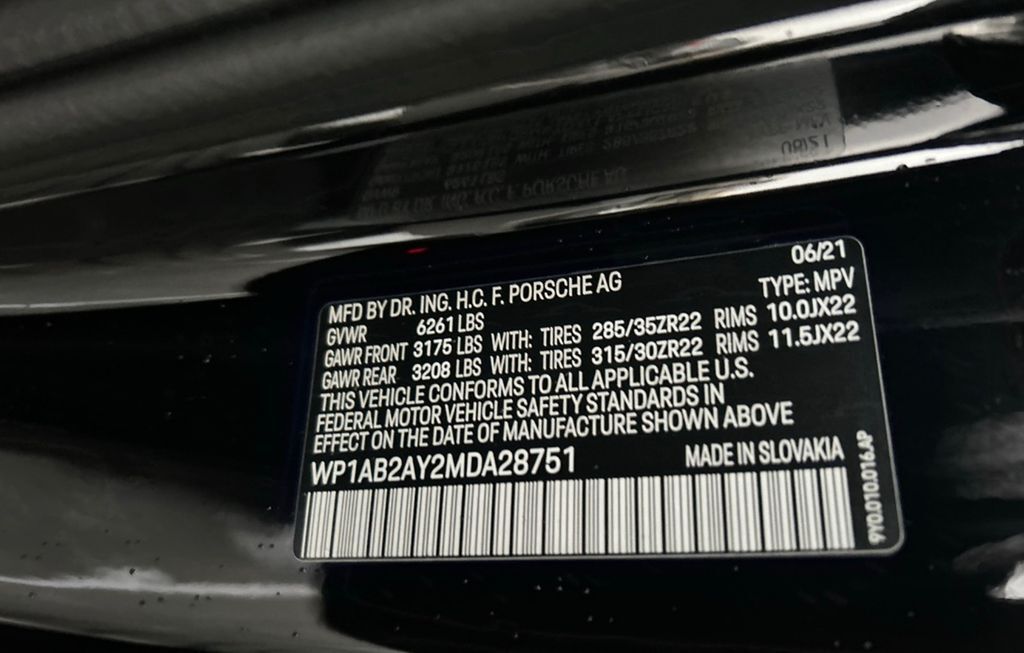 06/21
MFD BY DR. ING. H.C. F. PORSCHE AG TYPE: MPV
GVWR 6261 LBS
GAWR FRONT 3175 LBS WITH: TIRES 285/35ZR22 RIMS 10.0JX22
GAWR REAR 3208 LBS WITH: TIRES 315/30ZR22 RIMS 11.5JX22
THIS VEHICLE CONFORMS TO ALL APPLICABLE U.S.
FEDERAL MOTOR VEHICLE SAFETY STANDARDS IN
EFFECT ON THE DATE OF MANUFACTURE SHOWN ABOVE
WP1AB2AY2MDA28751 MADE IN SLOVAKIA
9Y0.010.016.AP